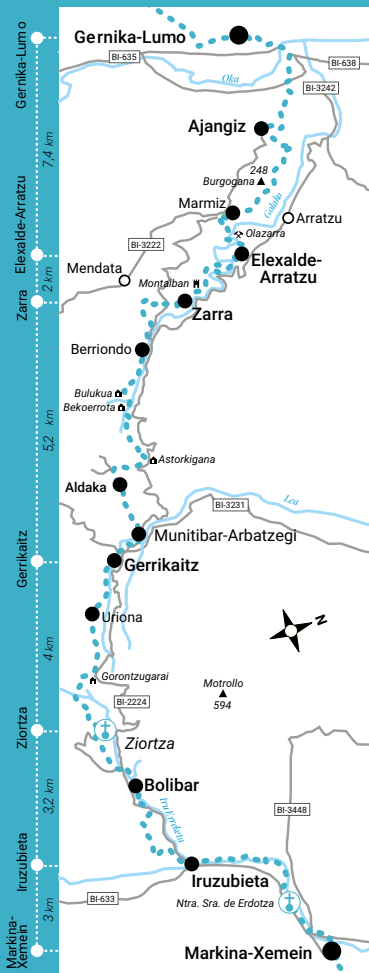 Gernika-Lumo
7,4 km
Elexalde-Arratzu
2 km
Zarra
5,2 km
Gerrikaitz
4 km
Ziortza
3,2 km
Iruzubieta
3 km
Markina-
Xemein
Gernika-Lumo
BI-635
Oka
BI-638
BI-3242
Ajangiz
248
Burgogana
Golako
Marmiz
Arratzu
Olazarra
BI-3222
Elexalde-
Arratzu
Mendata
Montalban
Zarra
Berriondo
Bulukua
Bekoerrota
Astorkigana
Aldaka
Lea
BI-3231
Munitibar-Arbatzegi
Gerrikaitz
N
Uriona
Gorontzugarai
Motrollo
594
BI-2224
Ziortza
Bolibar
BI-3448
Iruzubieta
BI-633
Ntra. Sra. de Erdotza
Markina-Xemein